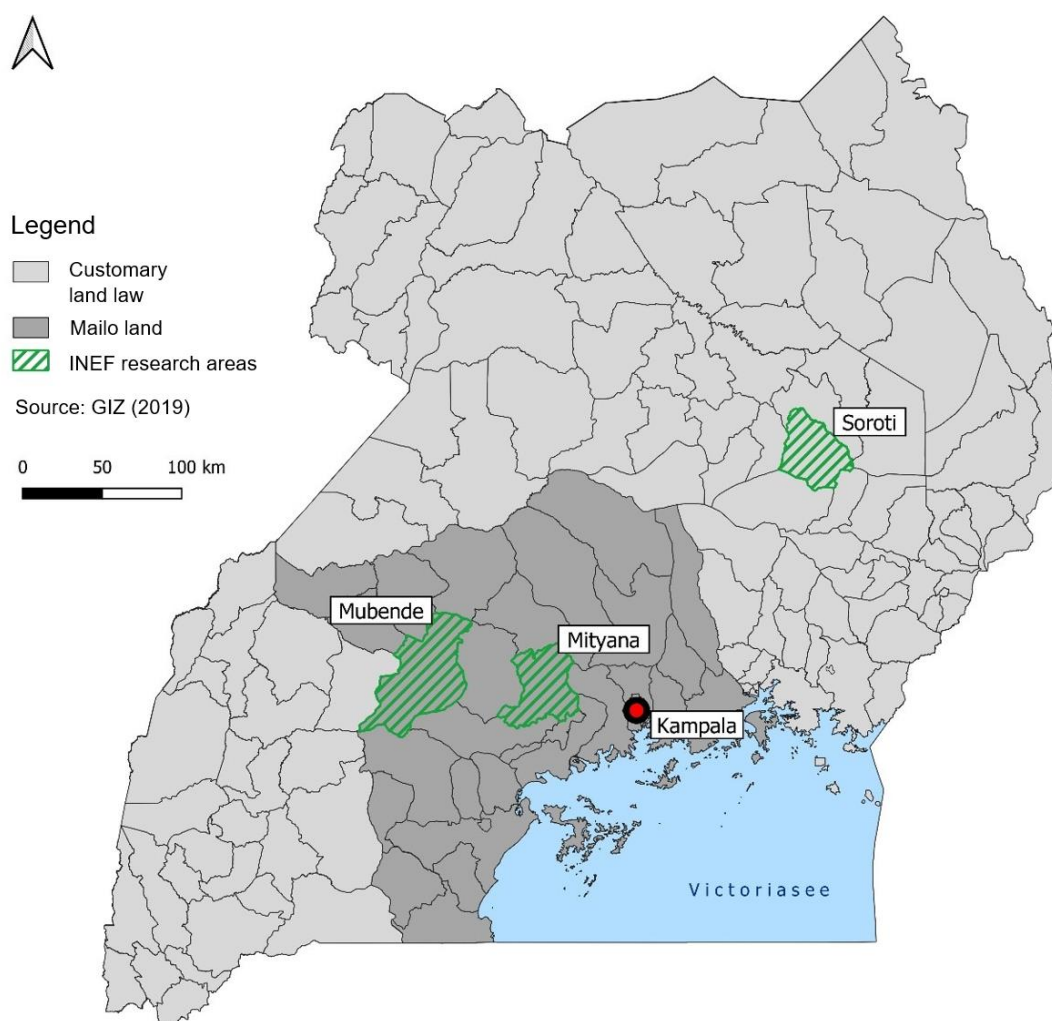 Legend
Customary
land law
Mailo land
INEF research areas
Source: GIZ (2019)
0 50 100 km
Soroti
Mubende
Mityana
Kampala
Victoriasee